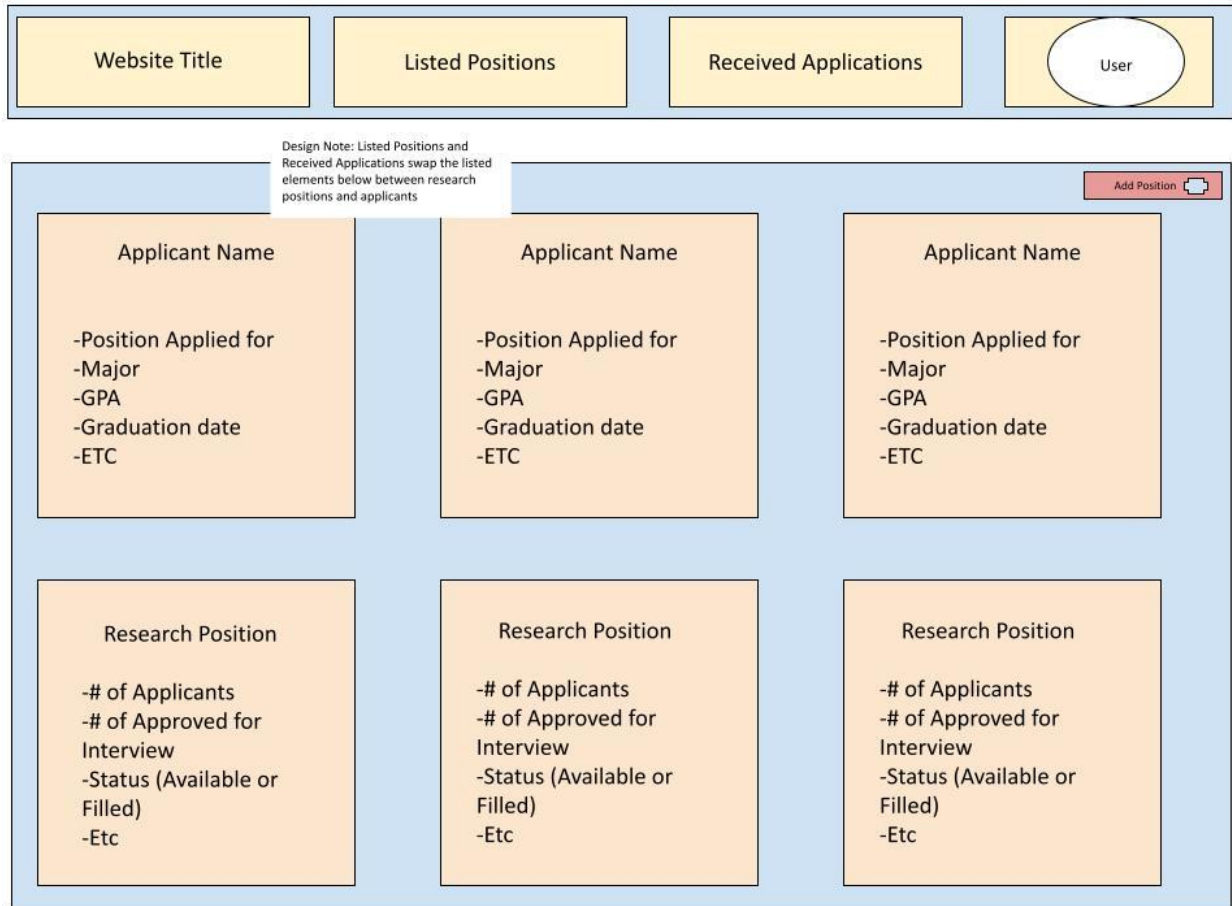 Website Title
Listed Positions
Received Applications
User
Design Note: Listed Positions and
Received Applications swap the listed
elements below between research
positions and applicants
Add Position
Applicant Name
-Position Applied for
-Major
-GPA
-Graduation date
-ETC
Applicant Name
-Position Applied for
-Major
-GPA
-Graduation date
-ETC
Applicant Name
-Position Applied for
-Major
-GPA
-Graduation date
-ETC
Research Position
-# of Applicants
-# of Approved for
Interview
-Status (Available or
Filled)
-Etc
Research Position
-# of Applicants
-# of Approved for
Interview
-Status (Available or
Filled)
-Etc
Research Position
-# of Applicants
-# of Approved for
Interview
-Status (Available or
Filled)
-Etc